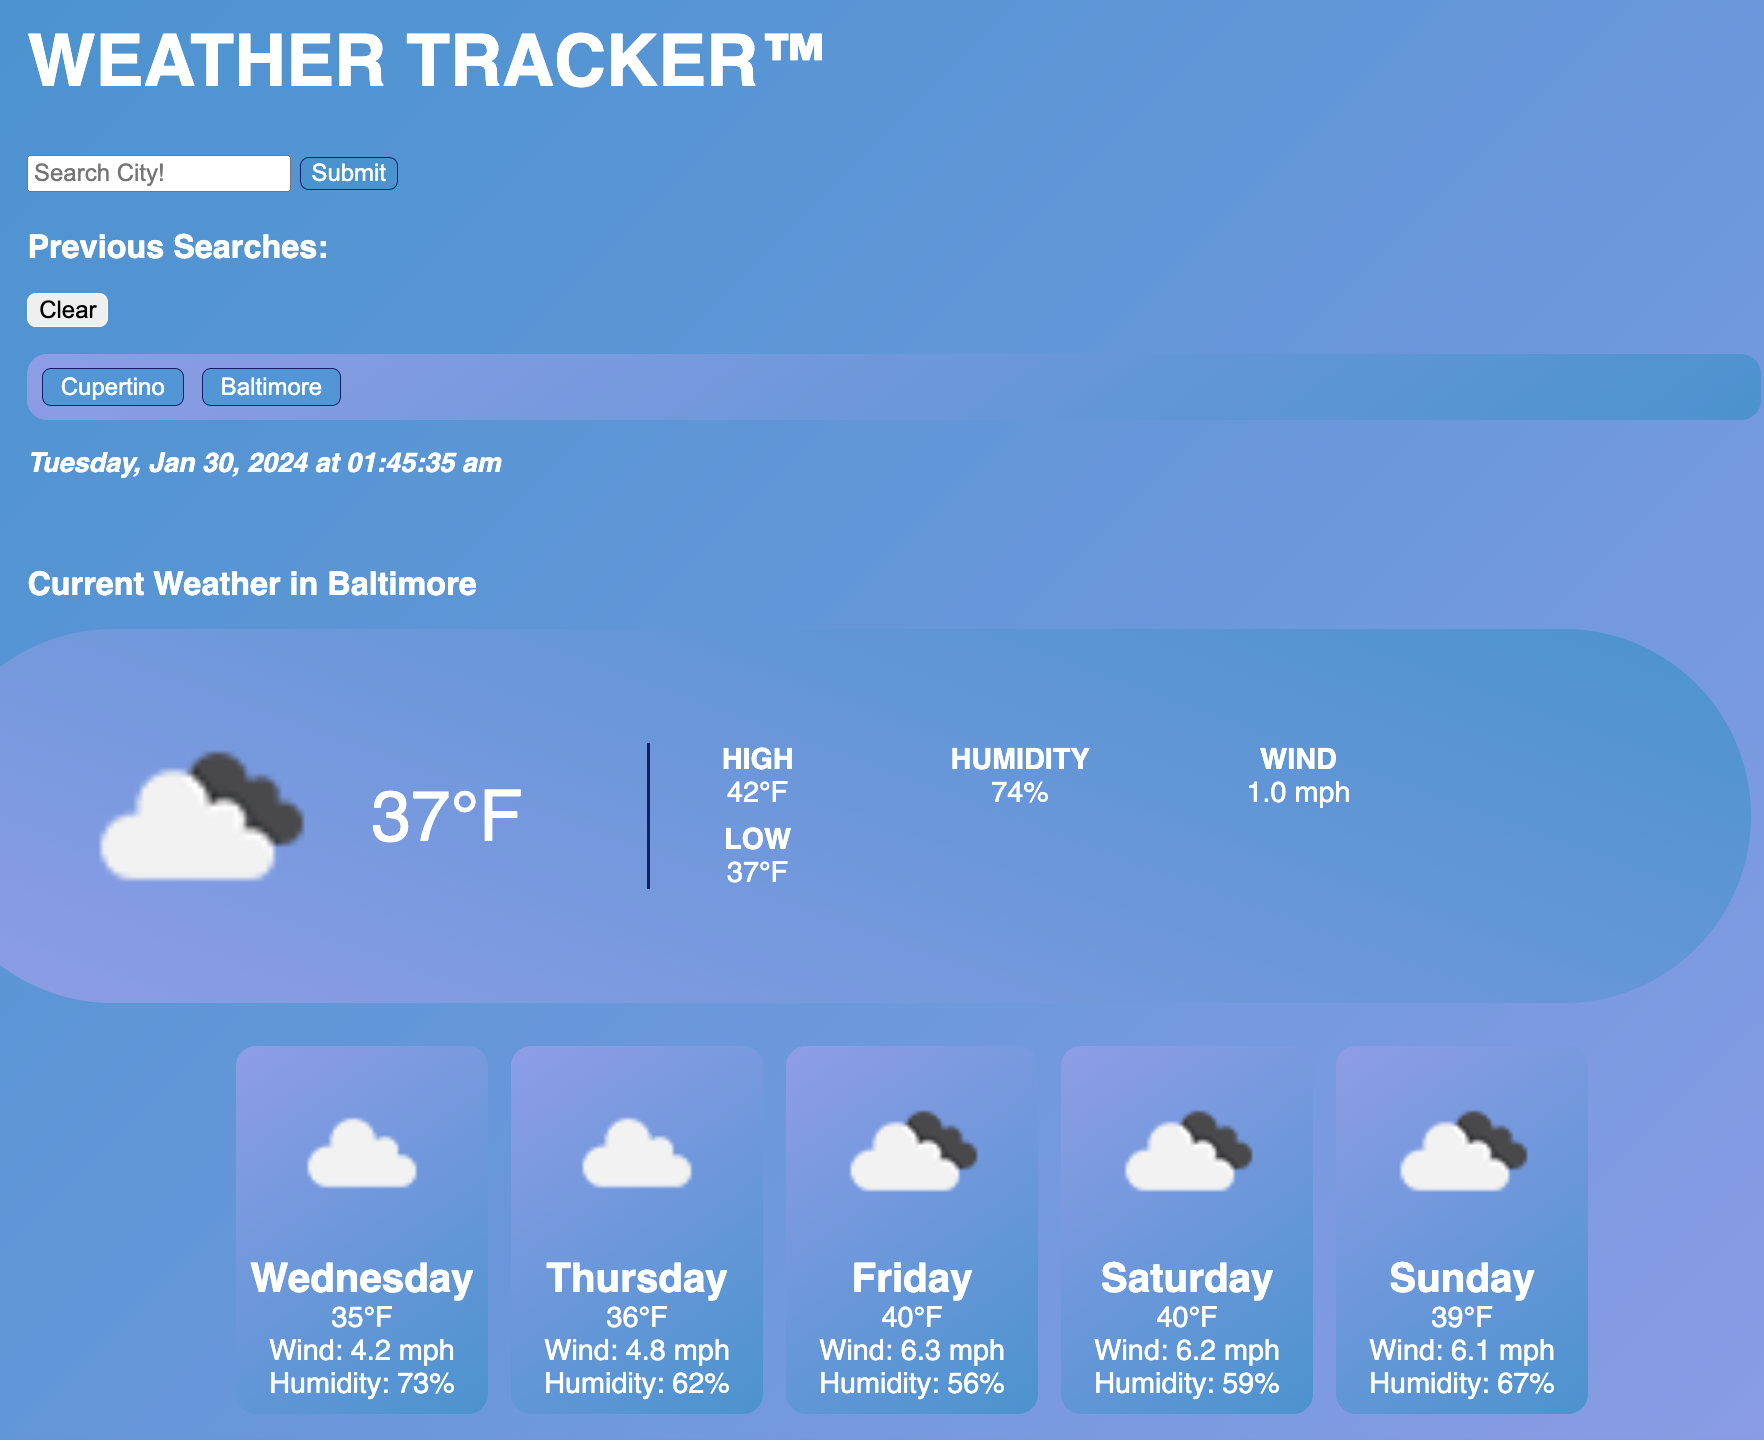 WEATHER TRACKER™
Search City! Submit
Previous Searches:
Clear
Cupertino Baltimore
Tuesday, Jan 30, 2024 at 01:45:35 am
Current Weather in Baltimore
37°F
HIGH
42°F
LOW
37°F
HUMIDITY
74%
WIND
1.0 mph
Wednesday
35°F
Wind: 4.2 mph
Humidity: 73%
Thursday
36°F
Wind: 4.8 mph
Humidity: 62%
Friday
40°F
Wind: 6.3 mph
Humidity: 56%
Saturday
40°F
Wind: 6.2 mph
Humidity: 59%
Sunday
39°F
Wind: 6.1 mph
Humidity: 67%